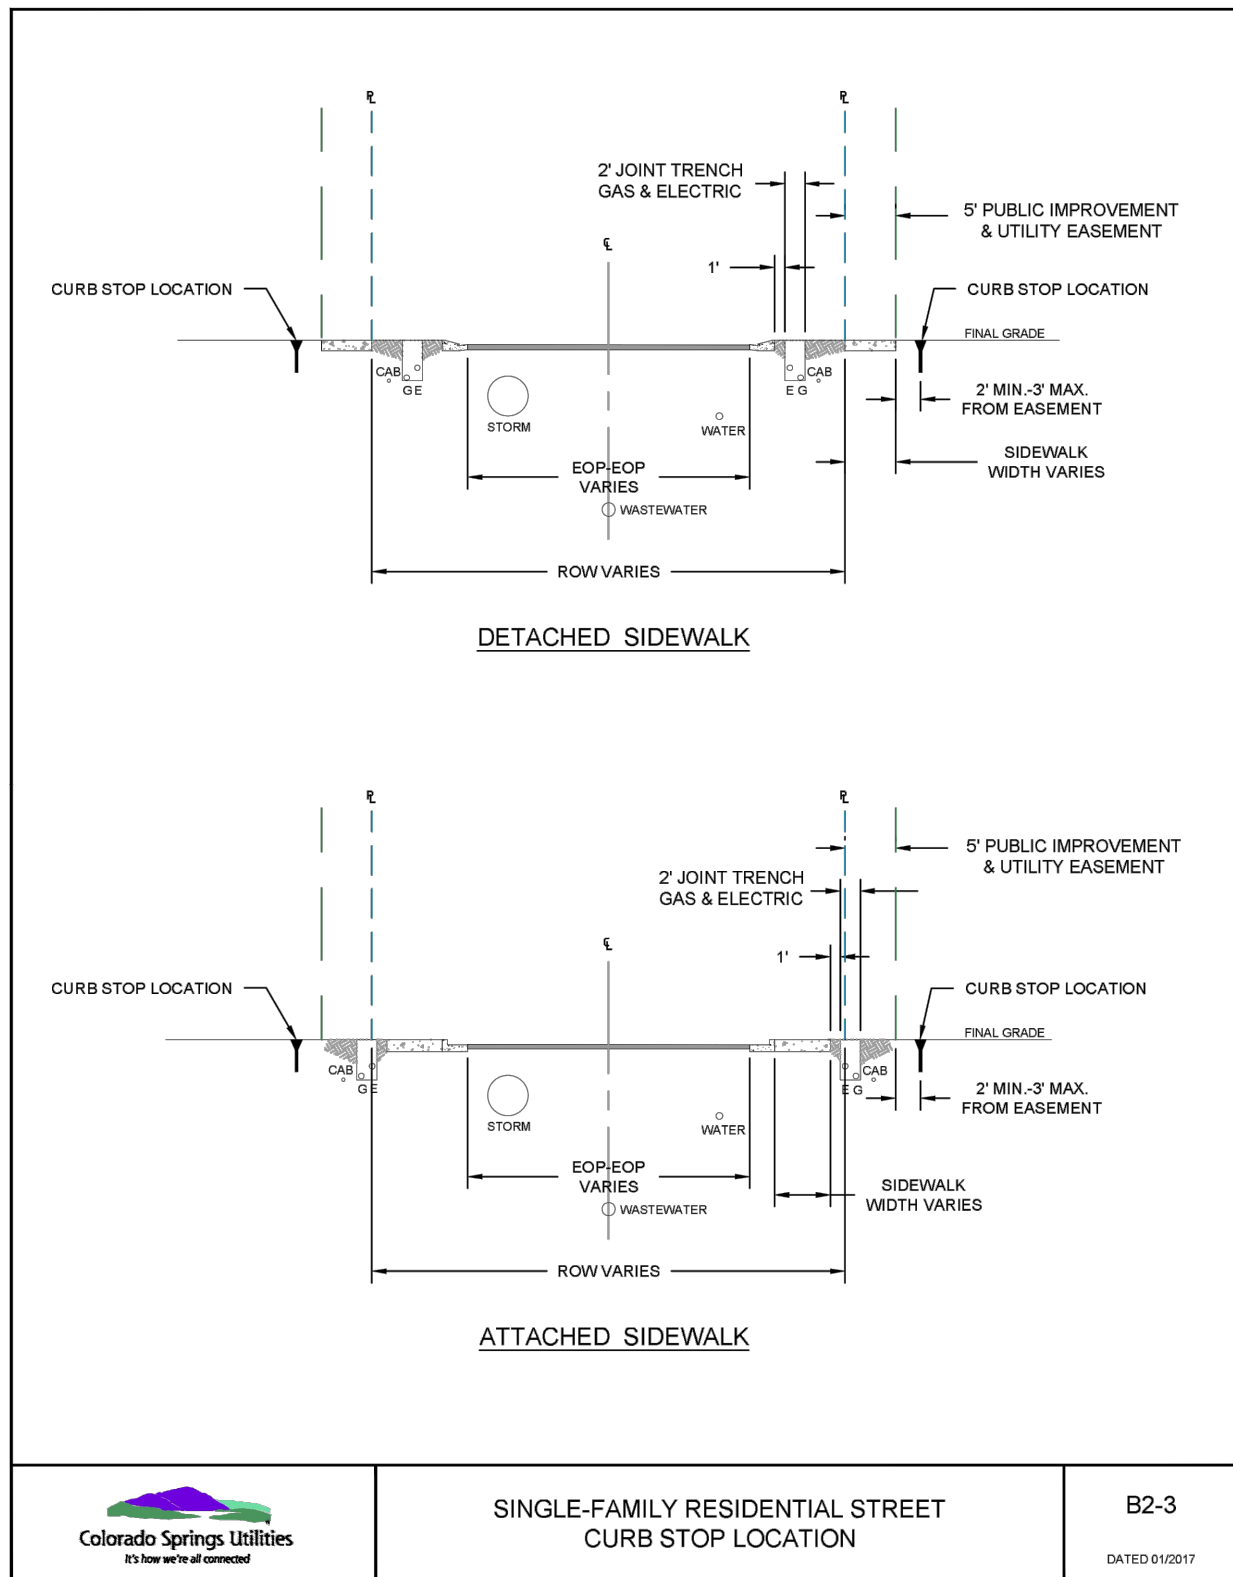 PL
PL
2' JOINT TRENCH
GAS & ELECTRIC
5' PUBLIC IMPROVEMENT
& UTILITY EASEMENT
CL
1'
CURB STOP LOCATION
CURB STOP LOCATION
FINAL GRADE
CAB
G E
E G
CAB
2' MIN.-3' MAX.
FROM EASEMENT
STORM
WATER
SIDEWALK
WIDTH VARIES
EOP-EOP
VARIES
WASTEWATER
ROW VARIES
DETACHED SIDEWALK
PL
PL
5' PUBLIC IMPROVEMENT
& UTILITY EASEMENT
2' JOINT TRENCH
GAS & ELECTRIC
CL
1'
CURB STOP LOCATION
CURB STOP LOCATION
FINAL GRADE
CAB
G E
E G
CAB
2' MIN.-3' MAX.
FROM EASEMENT
STORM
WATER
EOP-EOP
VARIES
SIDEWALK
WIDTH VARIES
WASTEWATER
ROW VARIES
ATTACHED SIDEWALK
Colorado Springs Utilities
It's how we're all connected
SINGLE-FAMILY RESIDENTIAL STREET
CURB STOP LOCATION
B2-3
DATED 01/2017